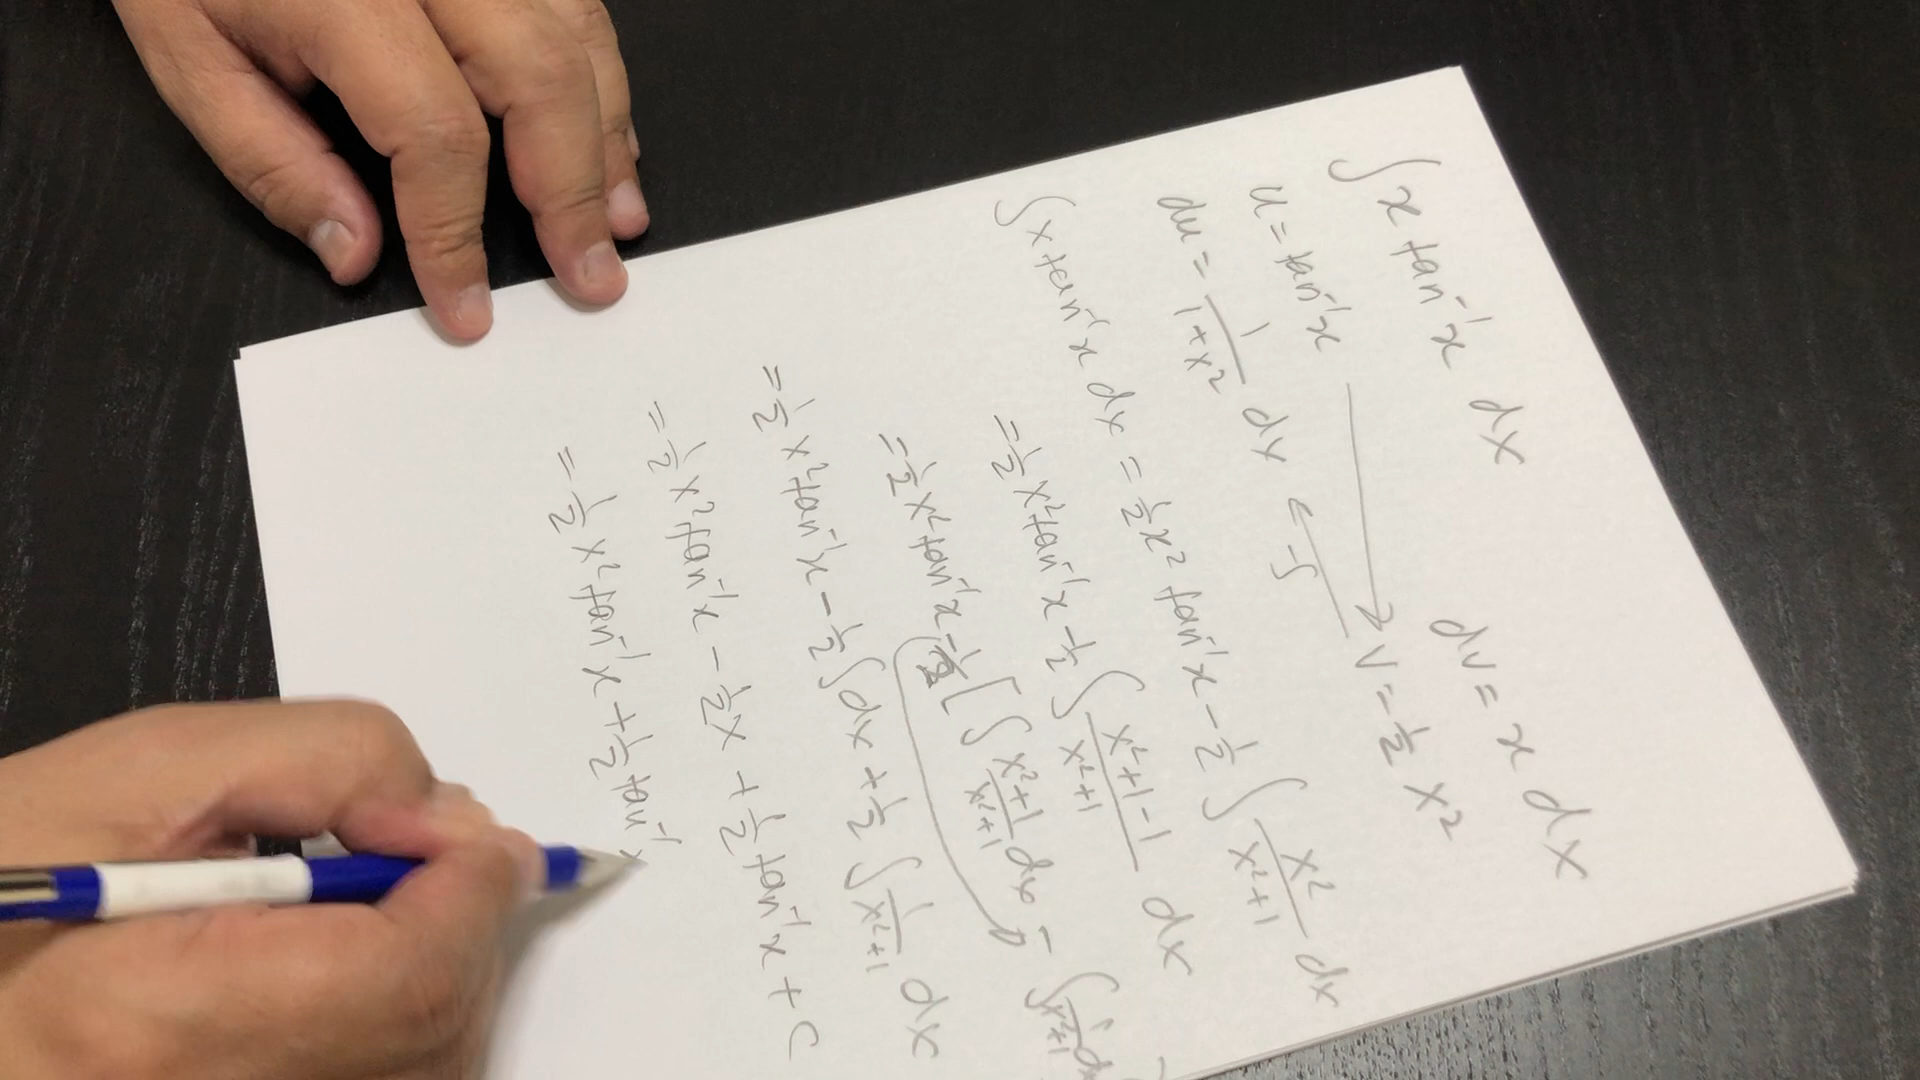 ∫ x tan⁻¹x dx
u = tan⁻¹x dv = x dx
du = 1/(1+x²) dx ∫- v = ½ x²
∫ x tan⁻¹x dx = ½x² tan⁻¹x - ½ ∫ x²/(x²+1) dx
= ½ x² tan⁻¹x - ½ ∫ (x²+1-1)/(x²+1) dx
= ½ x² tan⁻¹x - ½ [ ∫ (x²+1)/(x²+1) dx - ∫ 1/(x²+1) dx
= ½ x² tan⁻¹x - ½ ∫ dx + ½ ∫ 1/(x²+1) dx
= ½ x² tan⁻¹x - ½x + ½ tan⁻¹x + C
= ½ x² tan⁻¹x + ½ tan⁻¹